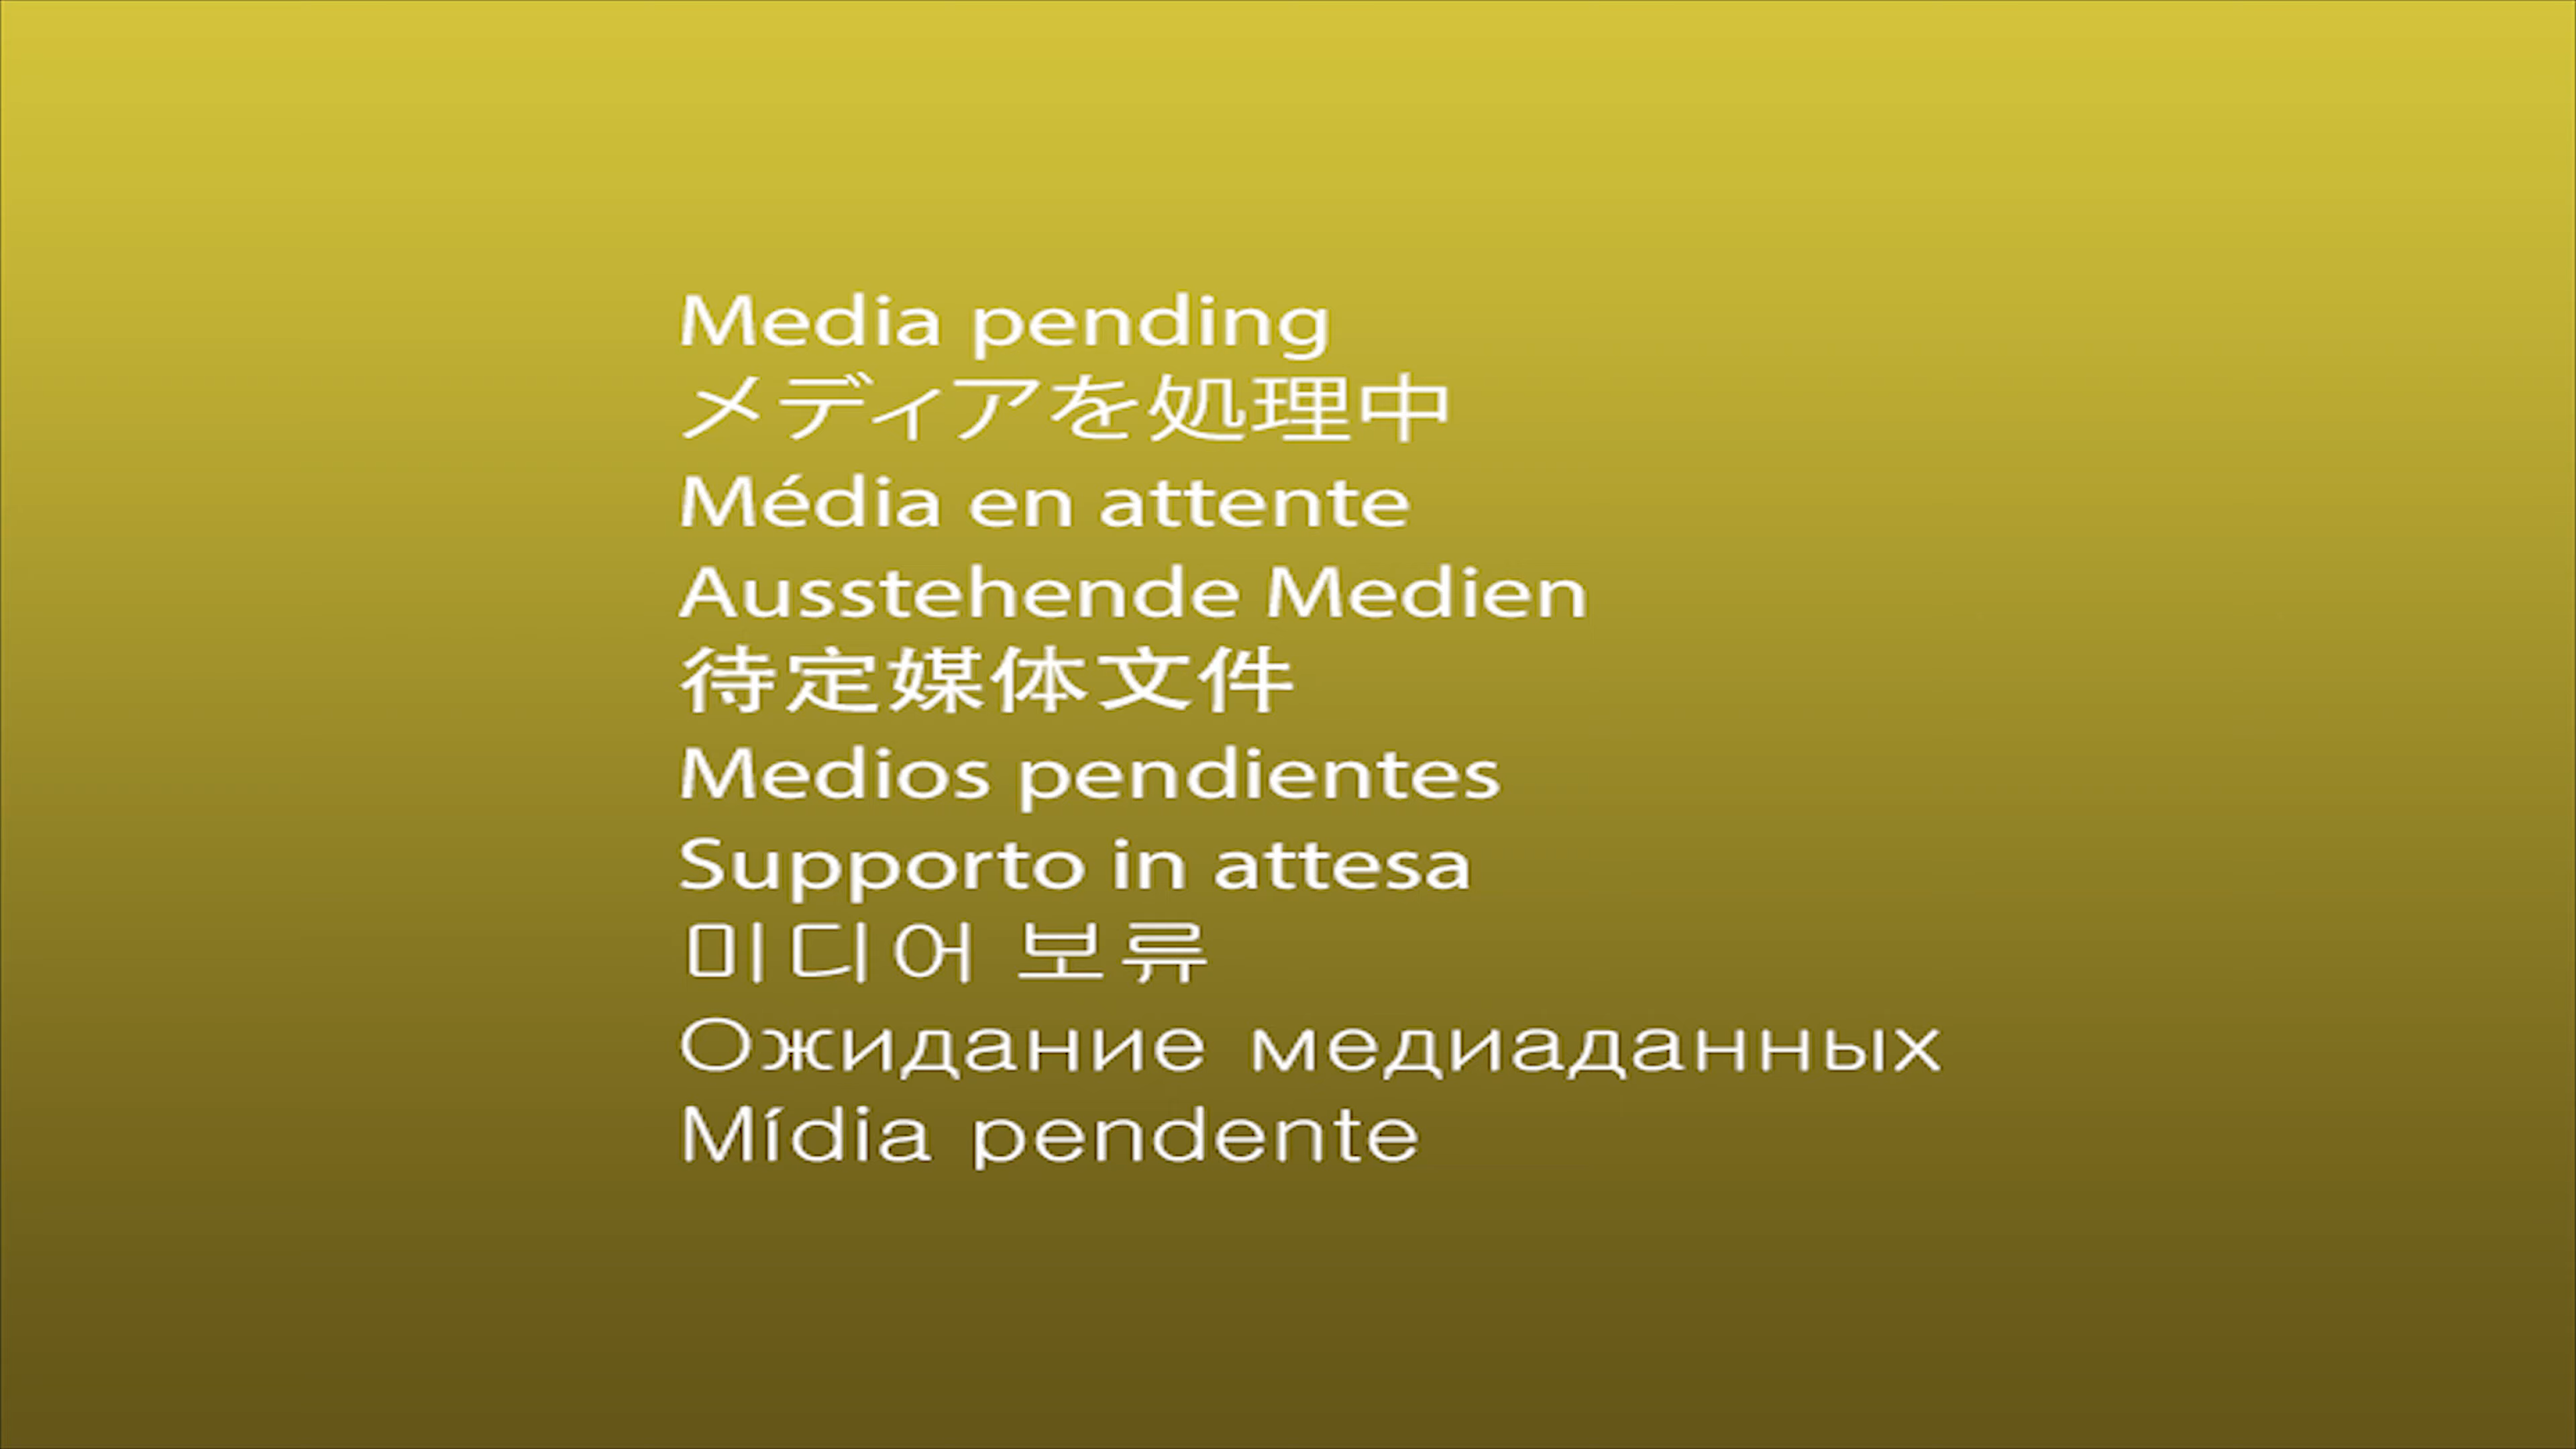 Media pending
メディアを処理中
Média en attente
Ausstehende Medien
待定媒体文件
Medios pendientes
Supporto in attesa
미디어 보류
Ожидание медиаданных
Mídia pendente